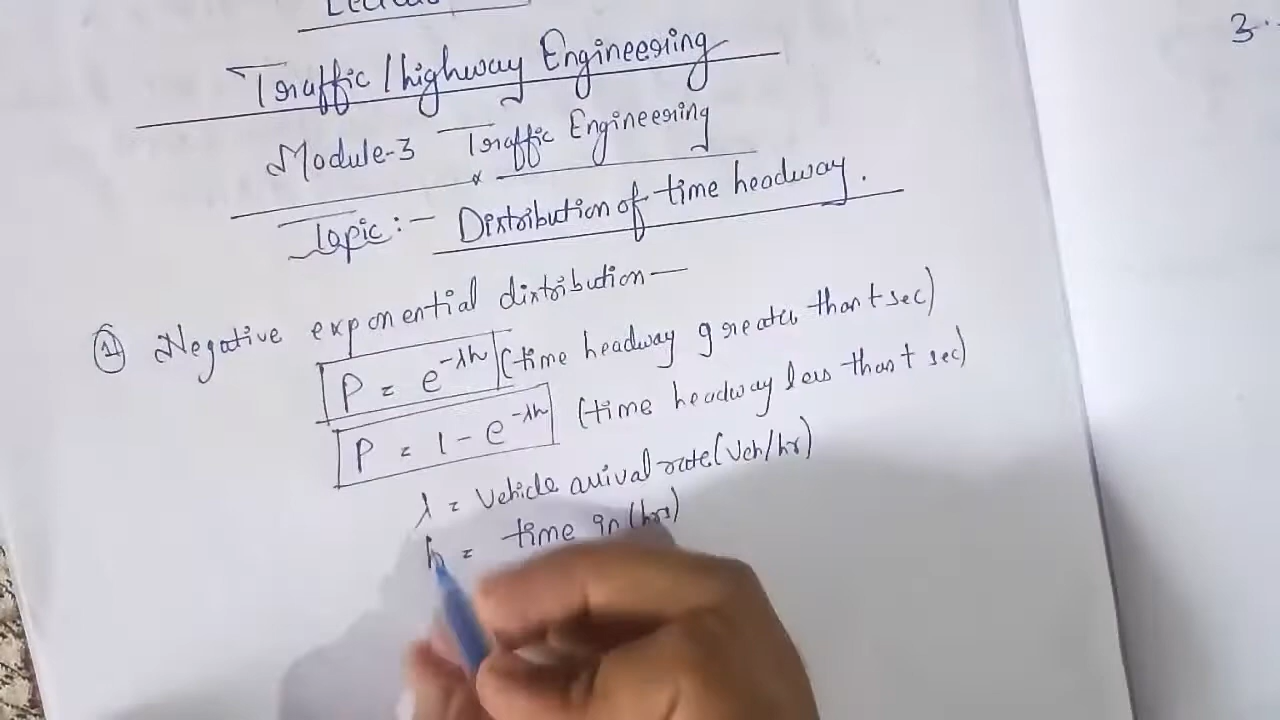 Traffic/highway Engineering
Module-3 Traffic Engineering
Topic:- Distribution of time headway.
① Negative exponential distribution—
P = e^-λh (time headway greater than t sec)
P = 1 - e^-λh (time headway less than t sec)
λ = Vehicle arrival rate (Veh/hr)
h = time in (hrs)
3